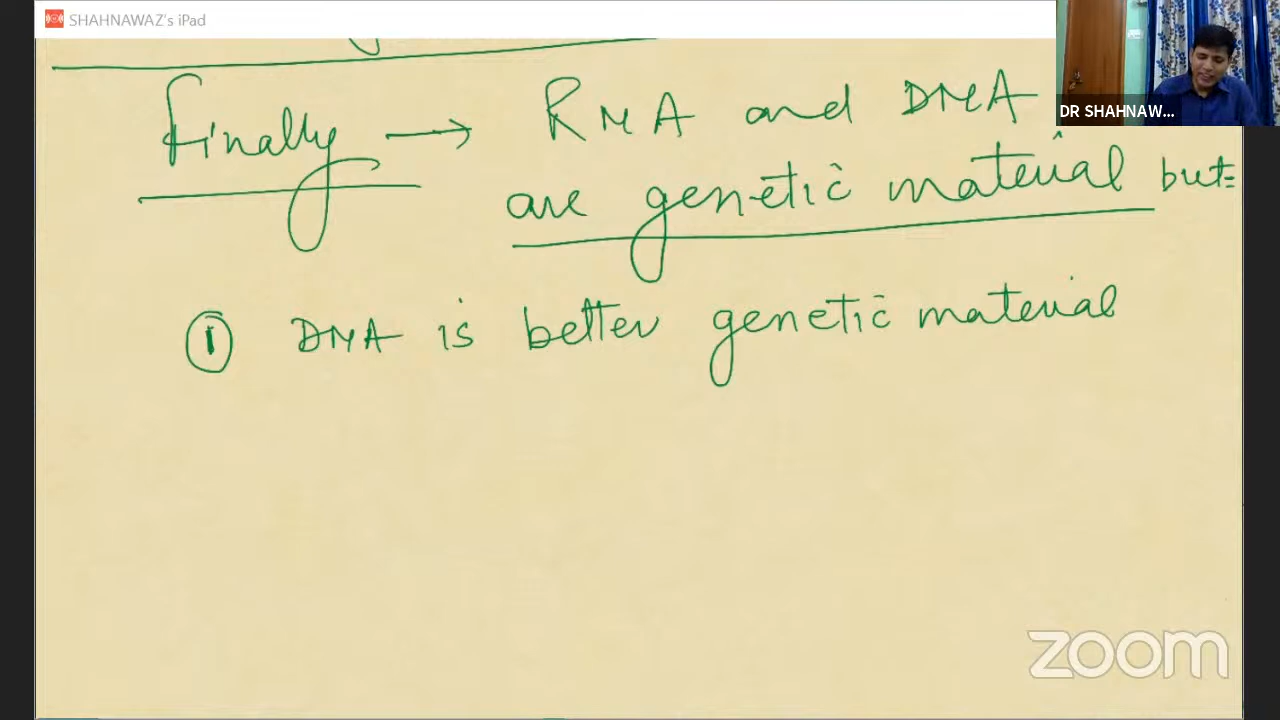 SHAHNAWAZ's iPad
DR SHAHNAW...
Finally → RNA and DNA
are genetic material but
① DNA is better genetic material
zoom